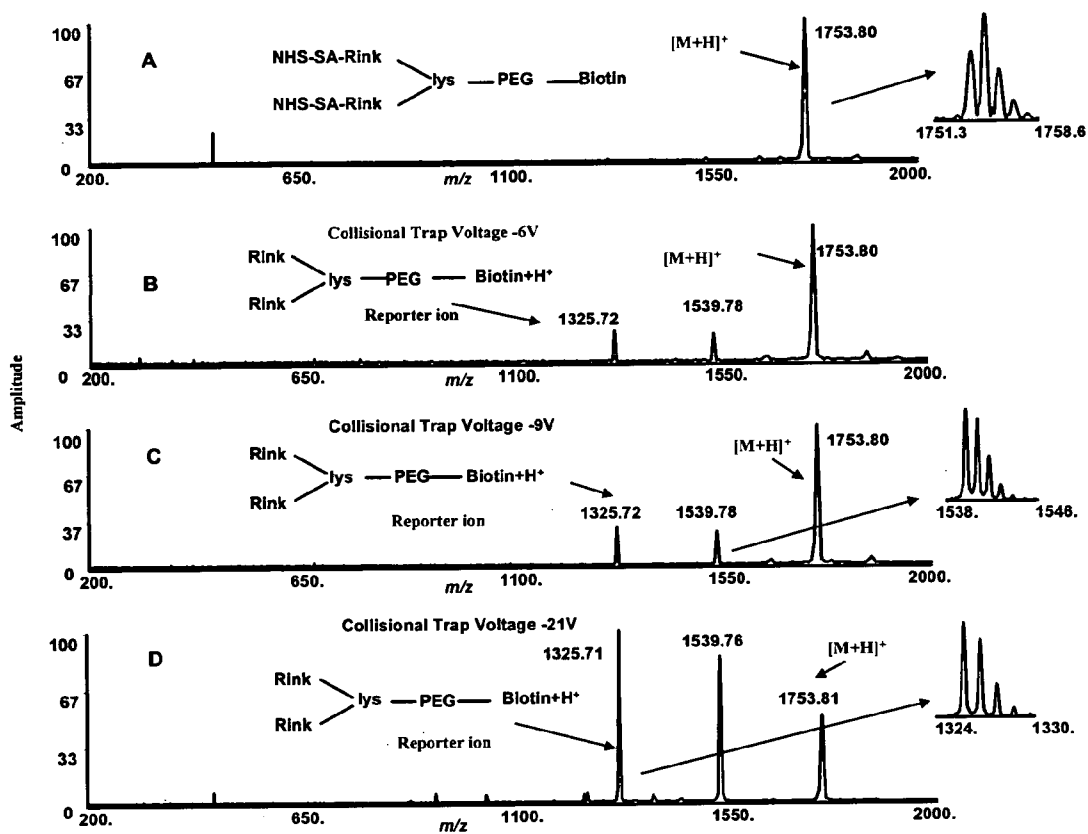 Amplitude
100
67
33
0
A
NHS-SA-Rink
NHS-SA-Rink
lys
PEG
Biotin
[M+H]+
1753.80
1751.3
1758.6
200.
650.
m/z
1100.
1550.
2000.
100
67
33
0
B
Collisional Trap Voltage -6V
Rink
Rink
lys
PEG
Biotin+H+
Reporter ion
1325.72
1539.78
[M+H]+
1753.80
200.
650.
m/z
1100.
1550.
2000.
100
67
37
0
C
Collisional Trap Voltage -9V
Rink
Rink
lys
PEG
Biotin+H+
Reporter ion
1325.72
1539.78
[M+H]+
1753.80
1538.
1546.
200.
650.
m/z
1100.
1550.
2000.
100
67
33
0
D
Collisional Trap Voltage -21V
Rink
Rink
lys
PEG
Biotin+H+
Reporter ion
1325.71
1539.76
[M+H]+
1753.81
1324.
1330.
200.
650.
m/z
1100.
1550.
2000.